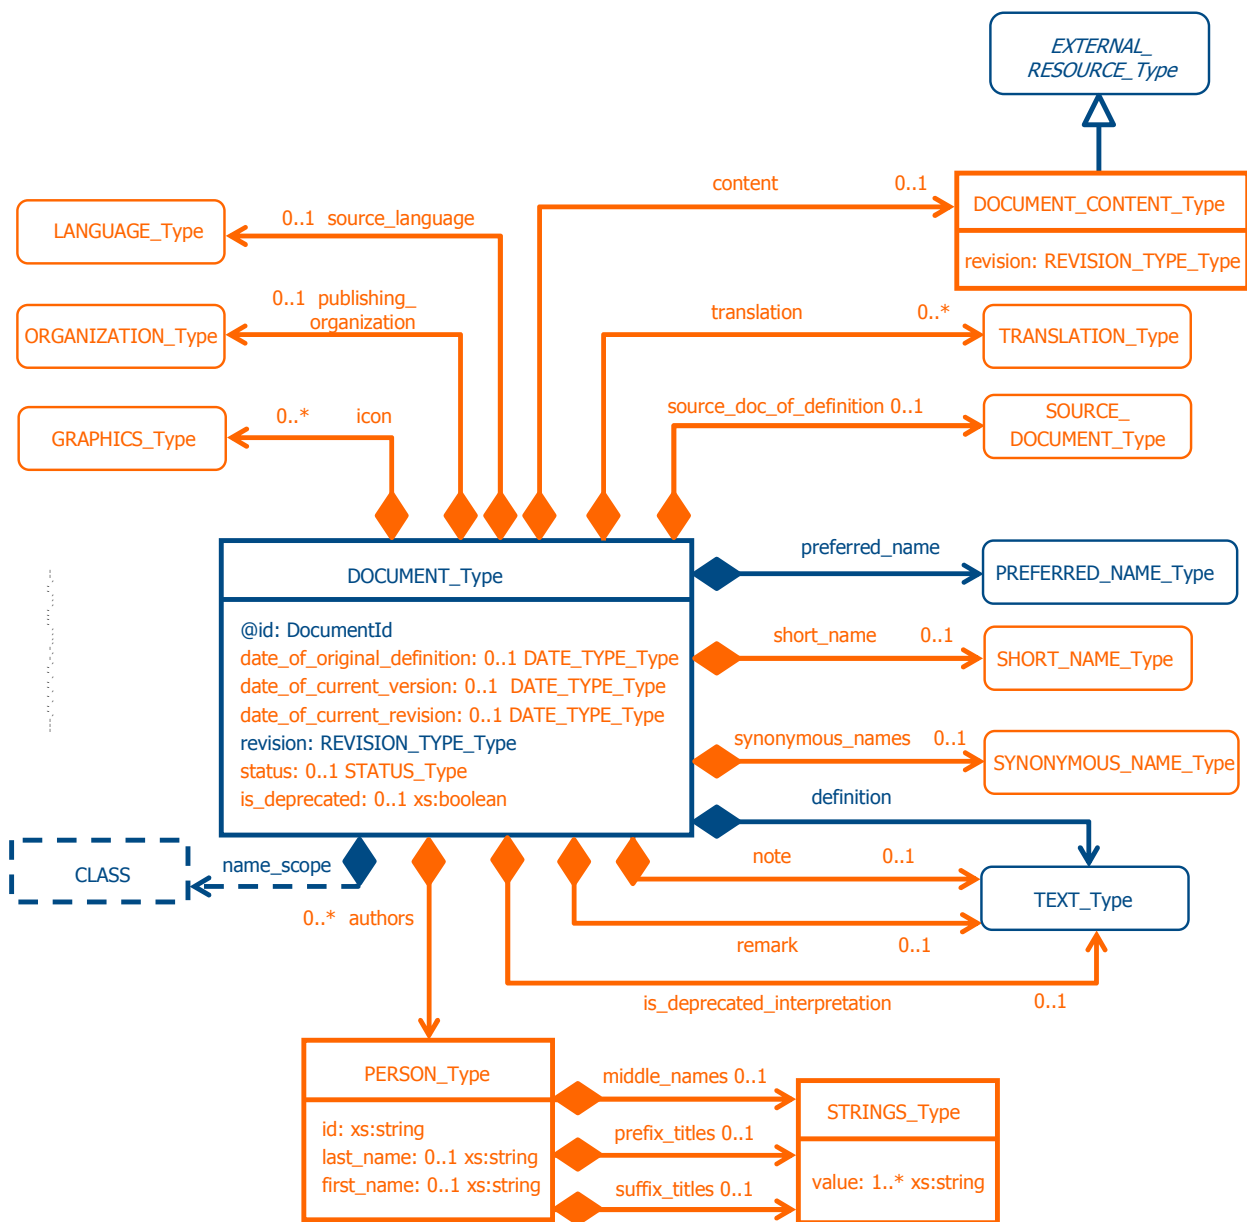 EXTERNAL_
RESOURCE_Type
content 0..1
DOCUMENT_CONTENT_Type
revision: REVISION_TYPE_Type
LANGUAGE_Type
0..1 source_language
ORGANIZATION_Type
0..1 publishing_
organization
translation 0..*
TRANSLATION_Type
GRAPHICS_Type
0..* icon
source_doc_of_definition 0..1
SOURCE_
DOCUMENT_Type
DOCUMENT_Type
@id: DocumentId
date_of_original_definition: 0..1 DATE_TYPE_Type
date_of_current_version: 0..1 DATE_TYPE_Type
date_of_current_revision: 0..1 DATE_TYPE_Type
revision: REVISION_TYPE_Type
status: 0..1 STATUS_Type
is_deprecated: 0..1 xs:boolean
preferred_name
PREFERRED_NAME_Type
short_name 0..1
SHORT_NAME_Type
synonymous_names 0..1
SYNONYMOUS_NAME_Type
definition
CLASS
name_scope
note 0..1
TEXT_Type
0..* authors
remark 0..1
is_deprecated_interpretation 0..1
PERSON_Type
id: xs:string
last_name: 0..1 xs:string
first_name: 0..1 xs:string
middle_names 0..1
prefix_titles 0..1
suffix_titles 0..1
STRINGS_Type
value: 1..* xs:string